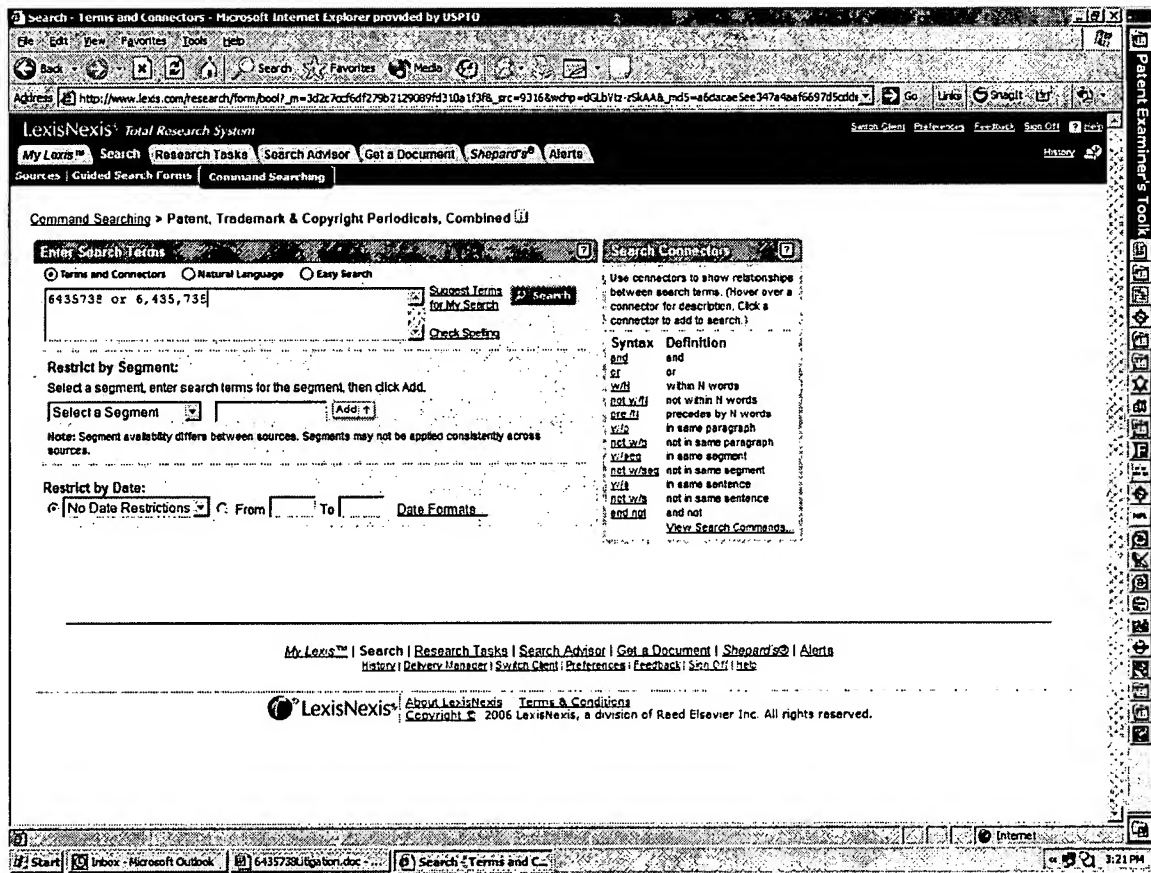 Search - Terms and Connectors - Microsoft Internet Explorer provided by USPTO
File Edit View Favorites Tools Help
Back Search Favorites Media
Address Go Links SnagIt
LexisNexis Total Research System
Switch Client Preferences Feedback Sign Off ? Help
My Lexis™ Search Research Tasks Search Advisor Get a Document Shepard's® Alerts
History
Sources | Guided Search Forms | Command Searching
Patent Examiner's Toolk
Command Searching > Patent, Trademark & Copyright Periodicals, Combined i
Enter Search Terms ?
Terms and Connectors Natural Language Easy Search
6435738 or 6,435,738
Suggest Terms for My Search
Search
Check Spelling
Restrict by Segment:
Select a segment, enter search terms for the segment, then click Add.
Select a Segment Add ↑
Note: Segment availability differs between sources. Segments may not be applied consistently across
sources.
Restrict by Date:
No Date Restrictions From To Date Formats...
Search Connectors ?
Use connectors to show relationships
between search terms. (Hover over a
connector for description. Click a
connector to add to search.)
Syntax Definition
and and
or or
w/N within N words
not w/N not within N words
pre /N precedes by N words
w/p in same paragraph
not w/p not in same paragraph
w/seg in same segment
not w/seg not in same segment
w/s in same sentence
not w/s not in same sentence
and not and not
View Search Commands...
My Lexis™ | Search | Research Tasks | Search Advisor | Get a Document | Shepard's® | Alerts
History | Delivery Manager | Switch Client | Preferences | Feedback | Sign Off | Help
LexisNexis® About LexisNexis Terms & Conditions
Copyright © 2006 LexisNexis, a division of Reed Elsevier Inc. All rights reserved.
Internet
Start Inbox - Microsoft Outlook 6435738Litigation.doc - ... Search - Terms and C... 3:21 PM